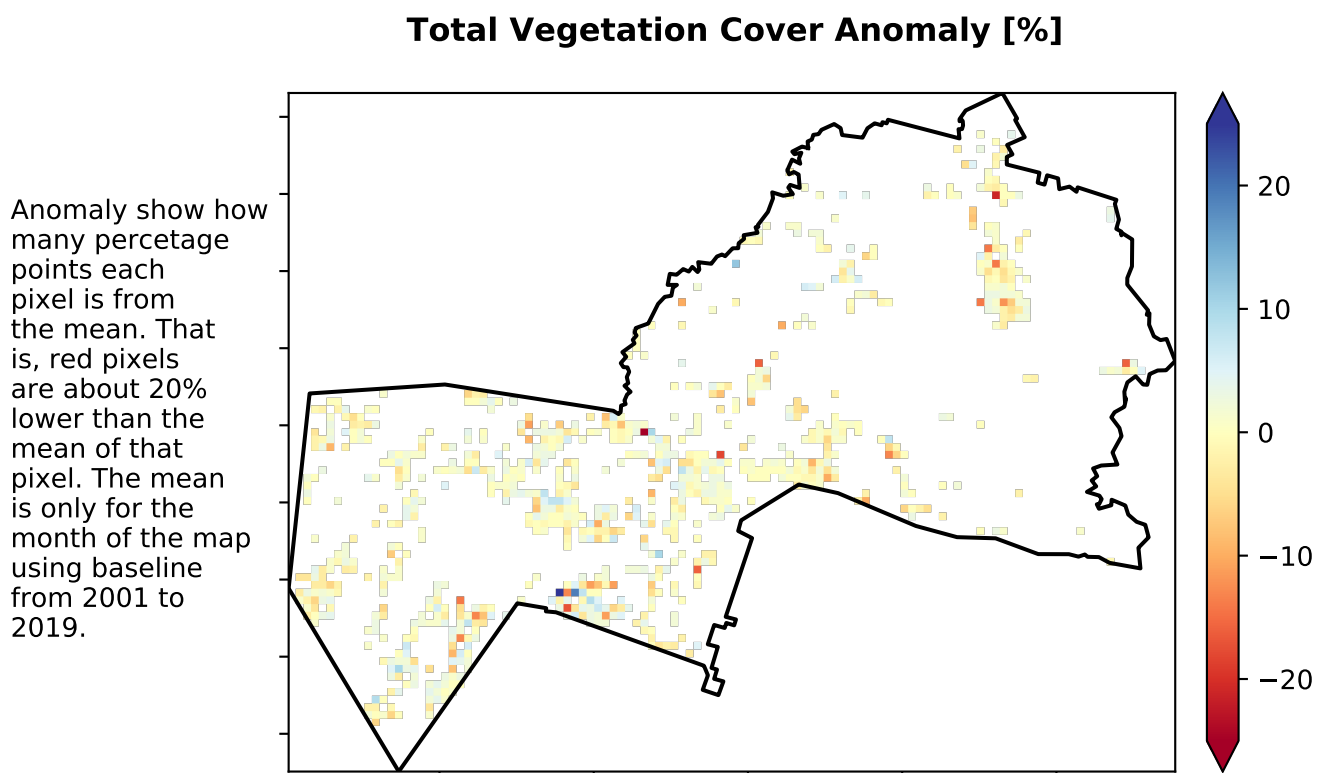 Total Vegetation Cover Anomaly [%]
Anomaly show how
many percetage
points each
pixel is from
the mean. That
is, red pixels
are about 20%
lower than the
mean of that
pixel. The mean
is only for the
month of the map
using baseline
from 2001 to
2019.
20
10
0
−10
−20